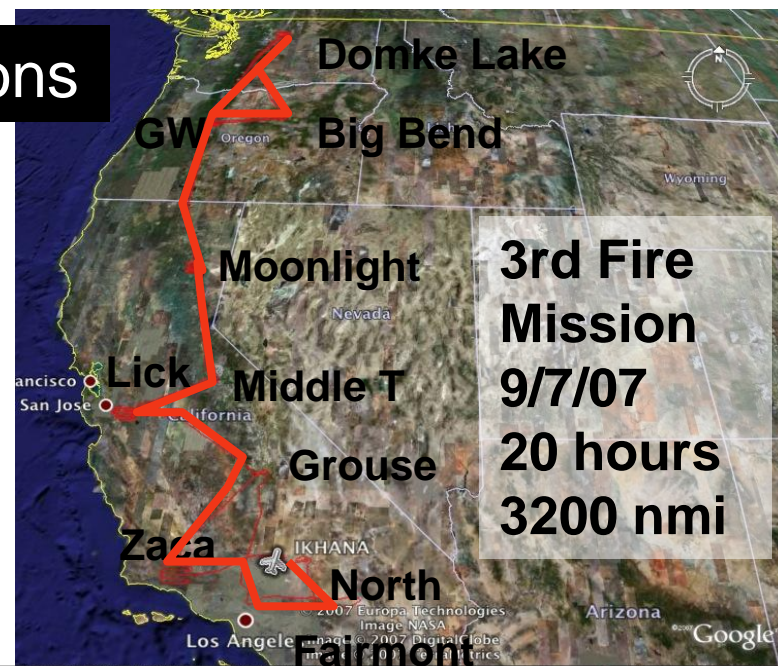 ons
N
Domke Lake
GW
Oregon
Big Bend
Wyoming
Moonlight
3rd Fire
Mission
9/7/07
20 hours
3200 nmi
Nevada
Lick
Middle T
ancisco
San Jose
California
Grouse
Zaca
IKHANA
North
© 2007 Europa Technologies
Image NASA
Image © 2007 DigitalGlobe
Arizona
Google
Los Angele
Fairmont